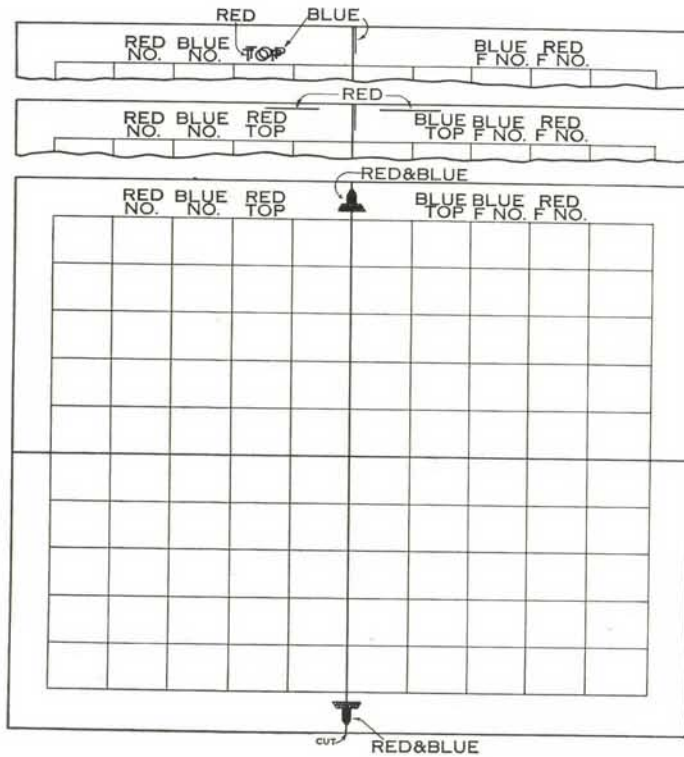 RED BLUE
RED BLUE TOP BLUE RED
NO. NO. F NO. F NO.
RED
RED BLUE RED BLUE BLUE RED
NO. NO. TOP TOP F NO. F NO.
RED&BLUE
RED BLUE RED BLUE BLUE RED
NO. NO. TOP TOP F NO. F NO.
CUT RED&BLUE